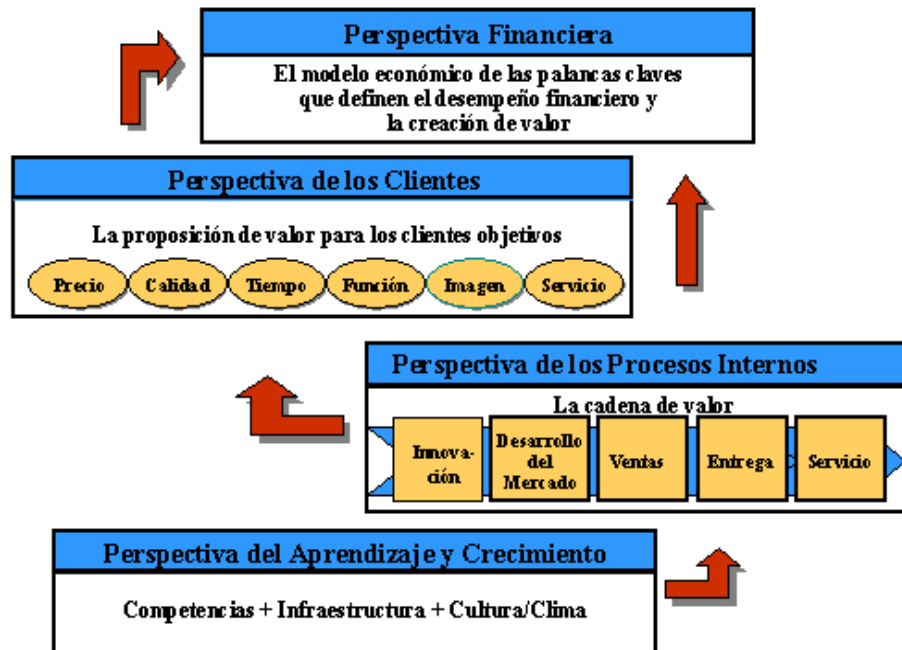 Perspectiva Financiera
El modelo económico de las palancas claves
que definen el desempeño financiero y
la creación de valor
Perspectiva de los Clientes
La proposición de valor para los clientes objetivos
Precio Calidad Tiempo Función Imagen Servicio
Perspectiva de los Procesos Internos
La cadena de valor
Innova-
ción
Desarrollo
del
Mercado
Ventas
Entrega
Servicio
Perspectiva del Aprendizaje y Crecimiento
Competencias + Infraestructura + Cultura/Clima